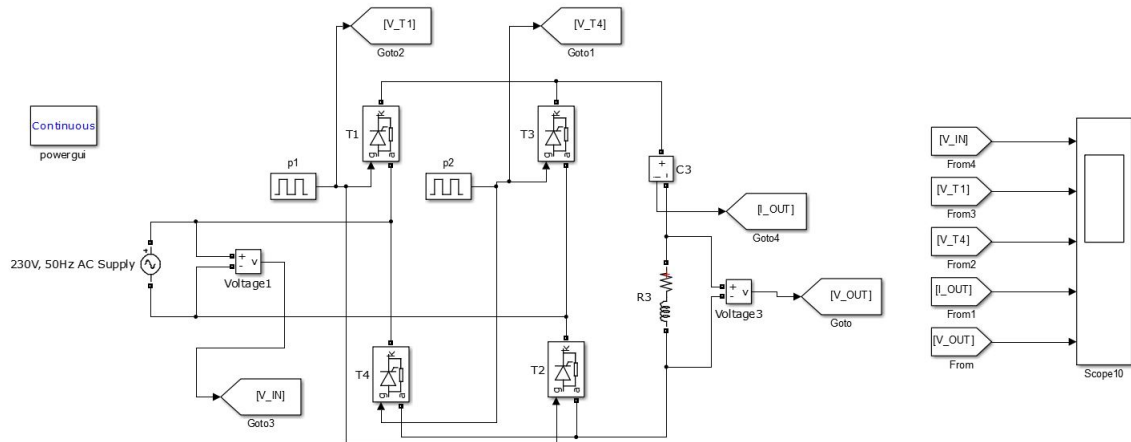 [V_T1]
Goto2
[V_T4]
Goto1
Continuous
powergui
T1
k
g
a
T3
k
g
a
p1
p2
+
-
i
C3
[I_OUT]
Goto4
230V, 50Hz AC Supply
+
+
-
v
Voltage1
R3
+
-
v
Voltage3
[V_OUT]
Goto
T4
k
g
a
T2
k
g
a
[V_IN]
Goto3
[V_IN]
From4
[V_T1]
From3
[V_T4]
From2
[I_OUT]
From1
[V_OUT]
From
Scope10